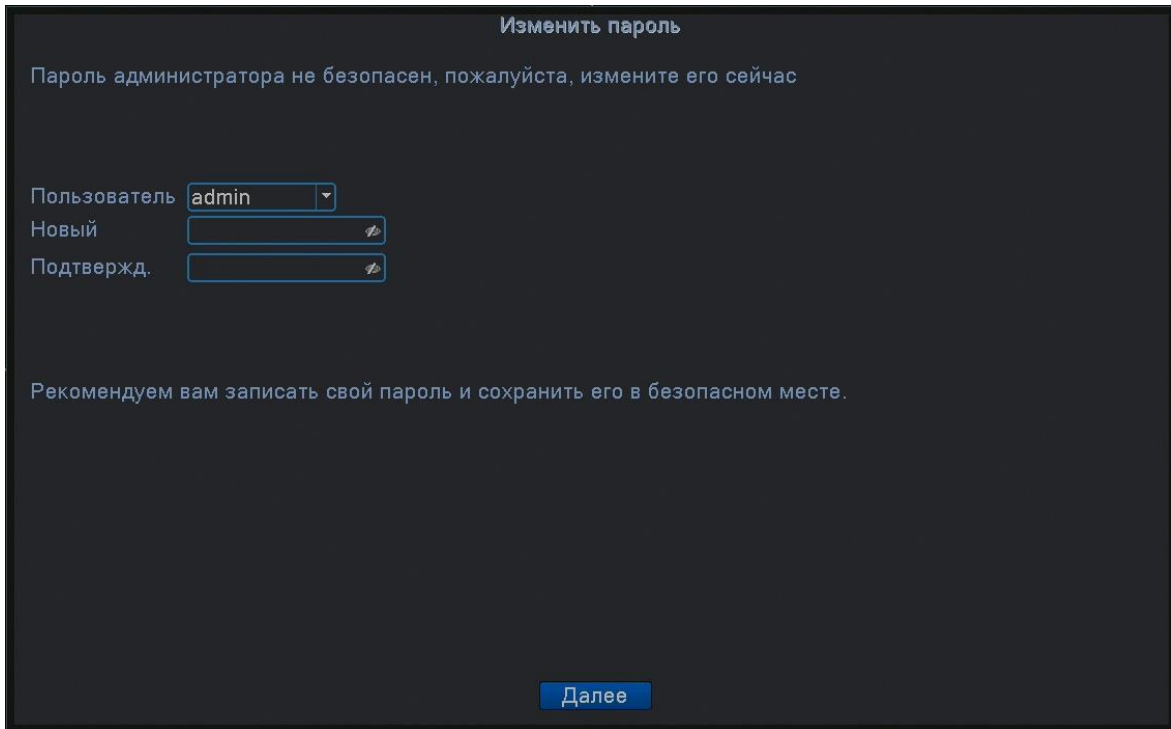 Изменить пароль
Пароль администратора не безопасен, пожалуйста, измените его сейчас
Пользователь admin
Новый
Подтвержд.
Рекомендуем вам записать свой пароль и сохранить его в безопасном месте.
Далее